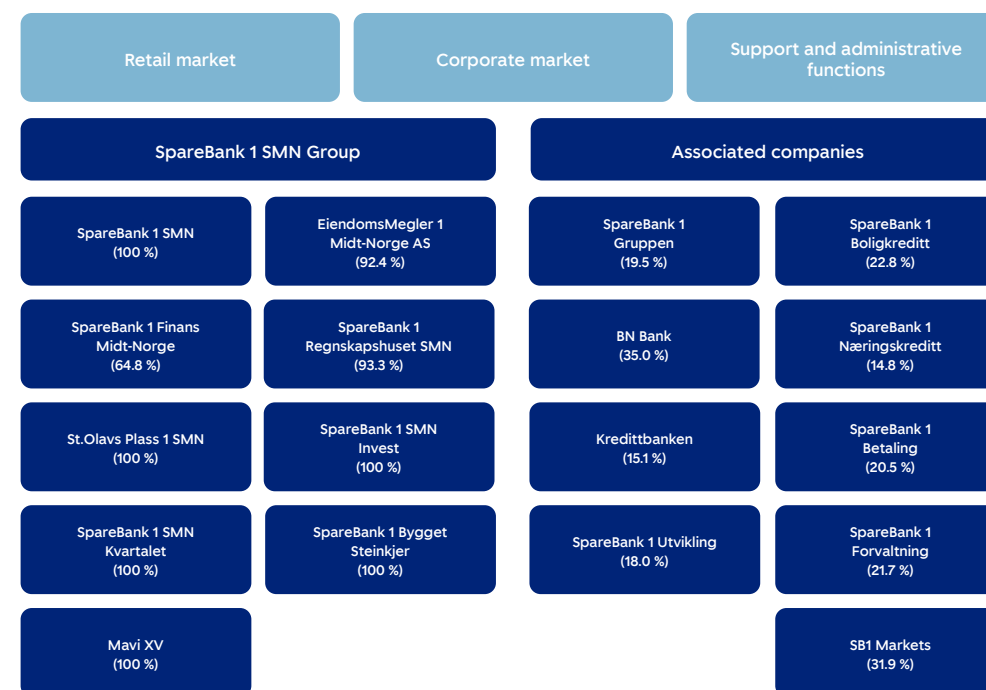 Retail market
Corporate market
Support and administrative
functions
SpareBank 1 SMN Group
Associated companies
SpareBank 1 SMN
(100 %)
EiendomsMegler 1
Midt-Norge AS
(92.4 %)
SpareBank 1
Gruppen
(19.5 %)
SpareBank 1
Boligkreditt
(22.8 %)
SpareBank 1 Finans
Midt-Norge
(64.8 %)
SpareBank 1
Regnskapshuset SMN
(93.3 %)
BN Bank
(35.0 %)
SpareBank 1
Næringskreditt
(14.8 %)
St.Olavs Plass 1 SMN
(100 %)
SpareBank 1 SMN
Invest
(100 %)
Kredittbanken
(15.1 %)
SpareBank 1
Betaling
(20.5 %)
SpareBank 1 SMN
Kvartalet
(100 %)
SpareBank 1 Bygget
Steinkjer
(100 %)
SpareBank 1 Utvikling
(18.0 %)
SpareBank 1
Forvaltning
(21.7 %)
Mavi XV
(100 %)
SB1 Markets
(31.9 %)